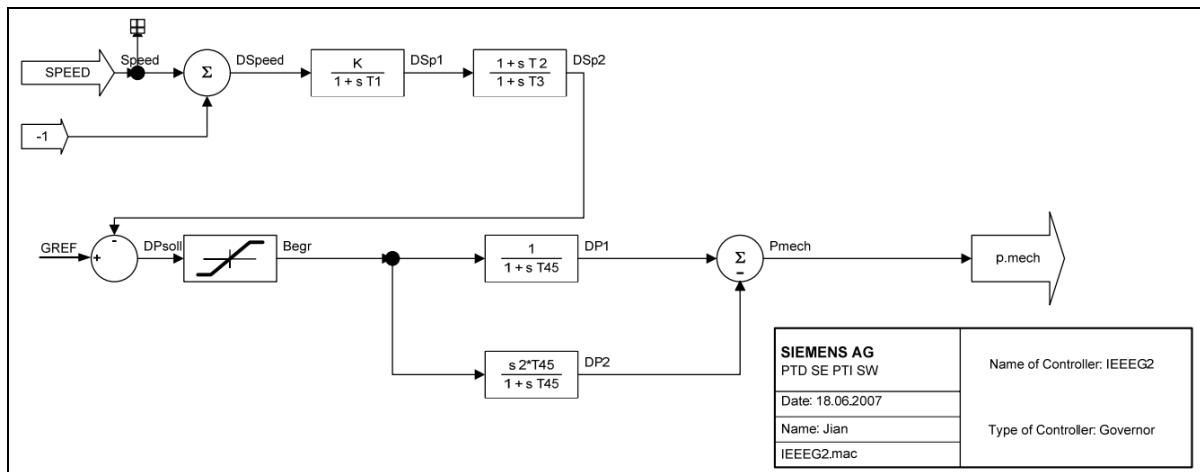 SPEED
Speed
Σ
DSpeed
K
1 + s T1
DSp1
1 + s T 2
1 + s T3
DSp2
-1
GREF
+
-
DPsoll
Begr
1
1 + s T45
DP1
Σ
–
Pmech
p.mech
s 2*T45
1 + s T45
DP2
SIEMENS AG
PTD SE PTI SW
Date: 18.06.2007
Name: Jian
IEEEG2.mac
Name of Controller: IEEEG2
Type of Controller: Governor